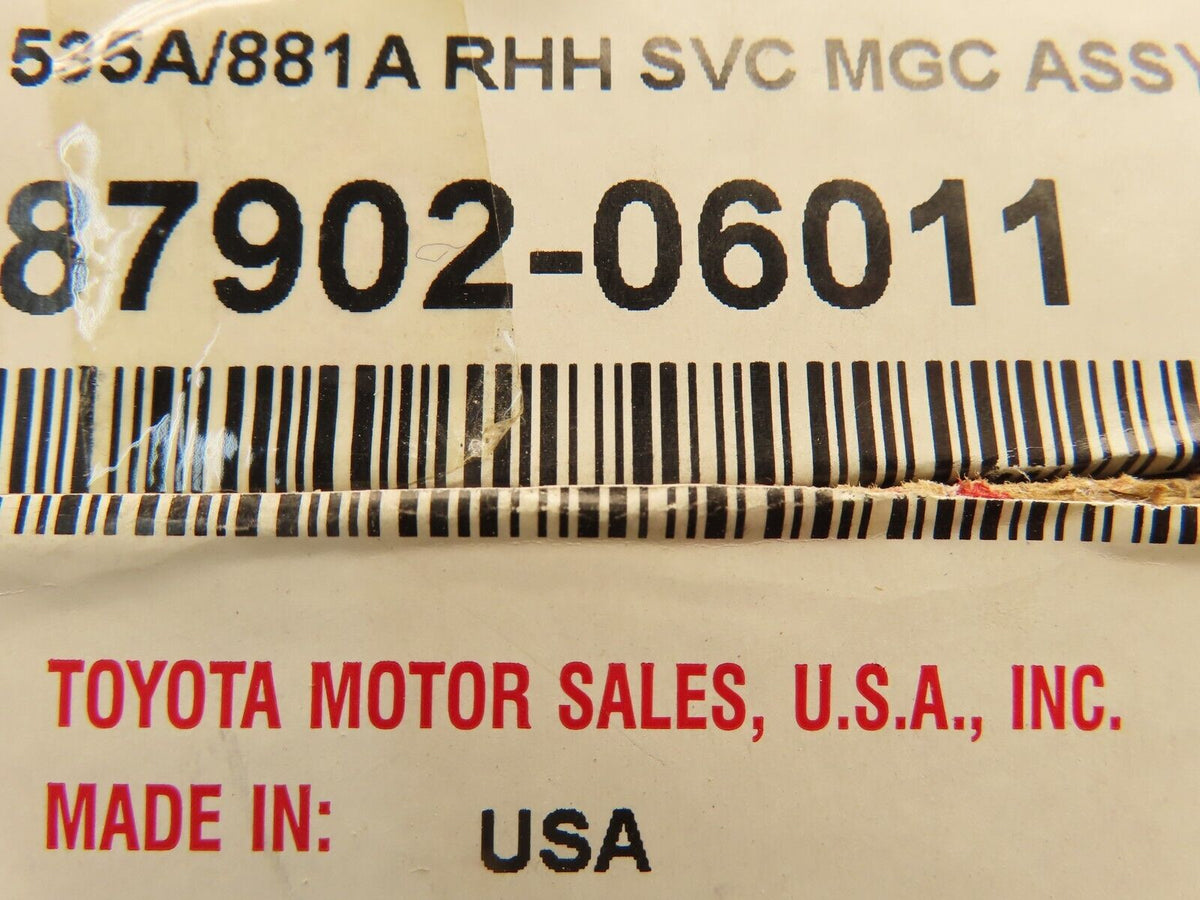 535A/881A RHH SVC MGC ASSY
87902-06011
TOYOTA MOTOR SALES, U.S.A., INC.
MADE IN: USA